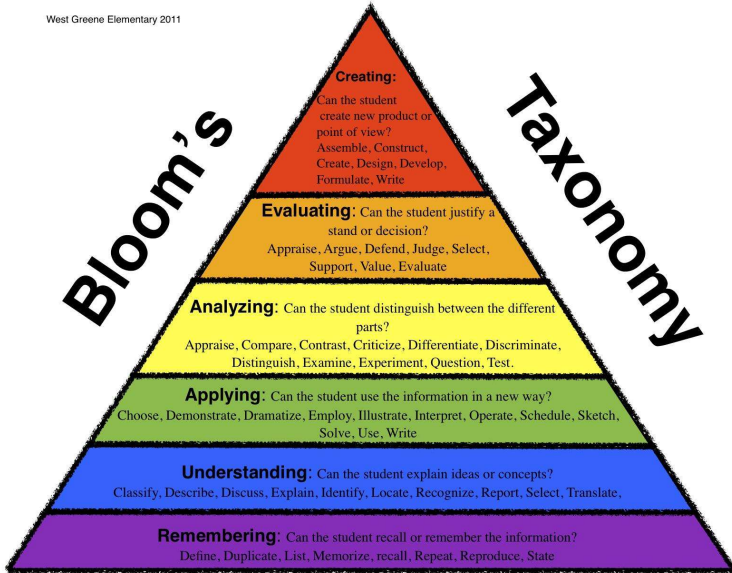 West Greene Elementary 2011
Bloom's
Taxonomy
Creating:
Can the student
create new product or
point of view?
Assemble, Construct,
Create, Design, Develop,
Formulate, Write
Evaluating: Can the student justify a
stand or decision?
Appraise, Argue, Defend, Judge, Select,
Support, Value, Evaluate
Analyzing: Can the student distinguish between the different
parts?
Appraise, Compare, Contrast, Criticize, Differentiate, Discriminate,
Distinguish, Examine, Experiment, Question, Test.
Applying: Can the student use the information in a new way?
Choose, Demonstrate, Dramatize, Employ, Illustrate, Interpret, Operate, Schedule, Sketch,
Solve, Use, Write
Understanding: Can the student explain ideas or concepts?
Classify, Describe, Discuss, Explain, Identify, Locate, Recognize, Report, Select, Translate,
Remembering: Can the student recall or remember the information?
Define, Duplicate, List, Memorize, recall, Repeat, Reproduce, State